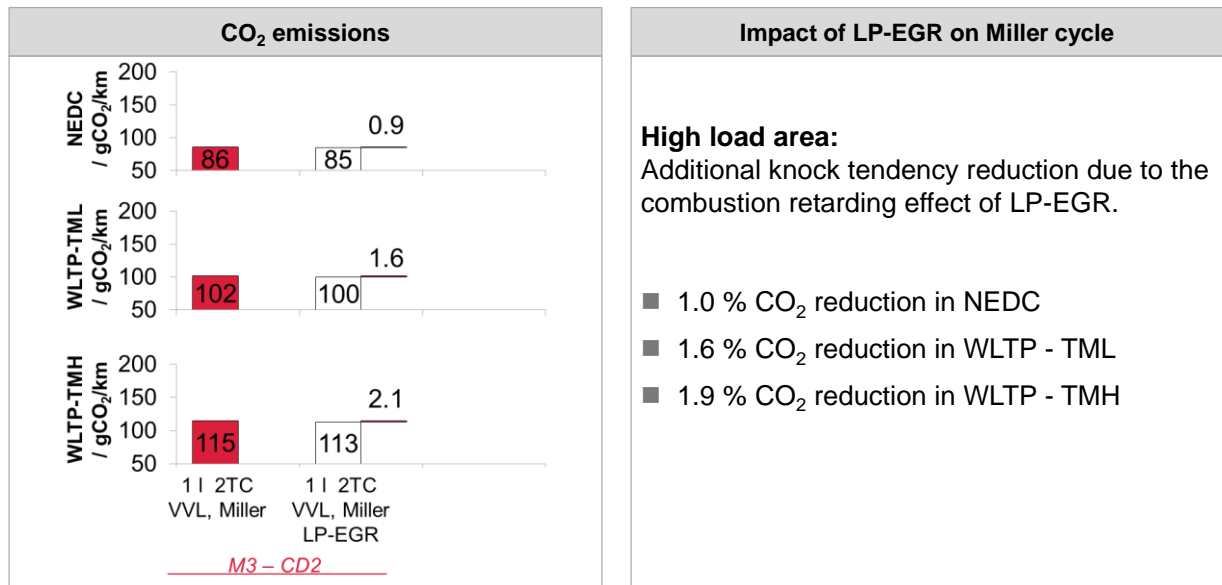 CO₂ emissions
NEDC
/ gCO₂/km
200
150
100
50
86
85
0.9
WLTP-TML
/ gCO₂/km
200
150
100
50
102
100
1.6
WLTP-TMH
/ gCO₂/km
200
150
100
50
115
113
2.1
1 l 2TC
VVL, Miller
1 l 2TC
VVL, Miller
LP-EGR
M3 – CD2
Impact of LP-EGR on Miller cycle
High load area:
Additional knock tendency reduction due to the
combustion retarding effect of LP-EGR.
■ 1.0 % CO₂ reduction in NEDC
■ 1.6 % CO₂ reduction in WLTP - TML
■ 1.9 % CO₂ reduction in WLTP - TMH